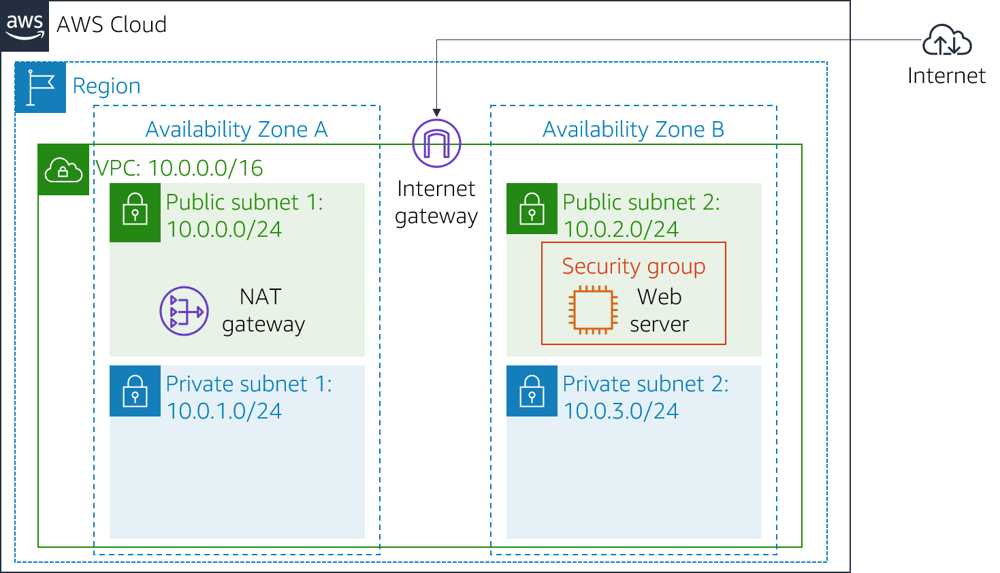 aws
AWS Cloud
Internet
Region
Availability Zone A
Availability Zone B
VPC: 10.0.0.0/16
Internet
gateway
Public subnet 1:
10.0.0.0/24
NAT
gateway
Public subnet 2:
10.0.2.0/24
Security group
Web
server
Private subnet 1:
10.0.1.0/24
Private subnet 2:
10.0.3.0/24